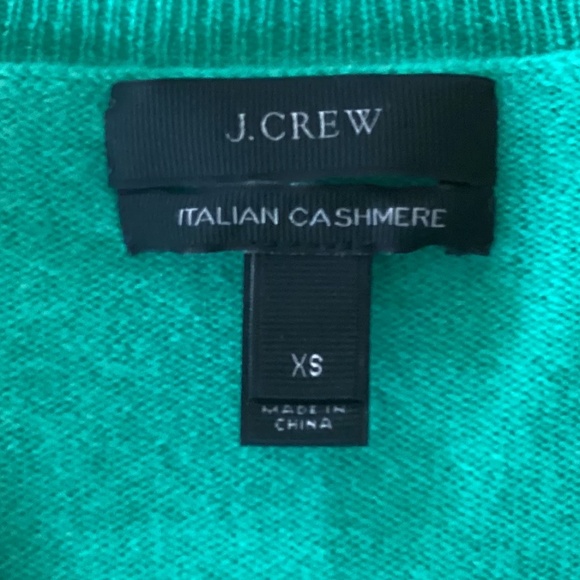 J.CREW
ITALIAN CASHMERE
XS
MADE IN
CHINA